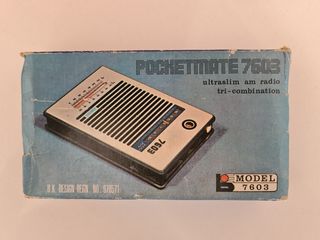 POCKETMATE 7603
ultraslim am radio
tri-combination
7603
U.K. DESIGN REGN. NO. 970571
MODEL
7603